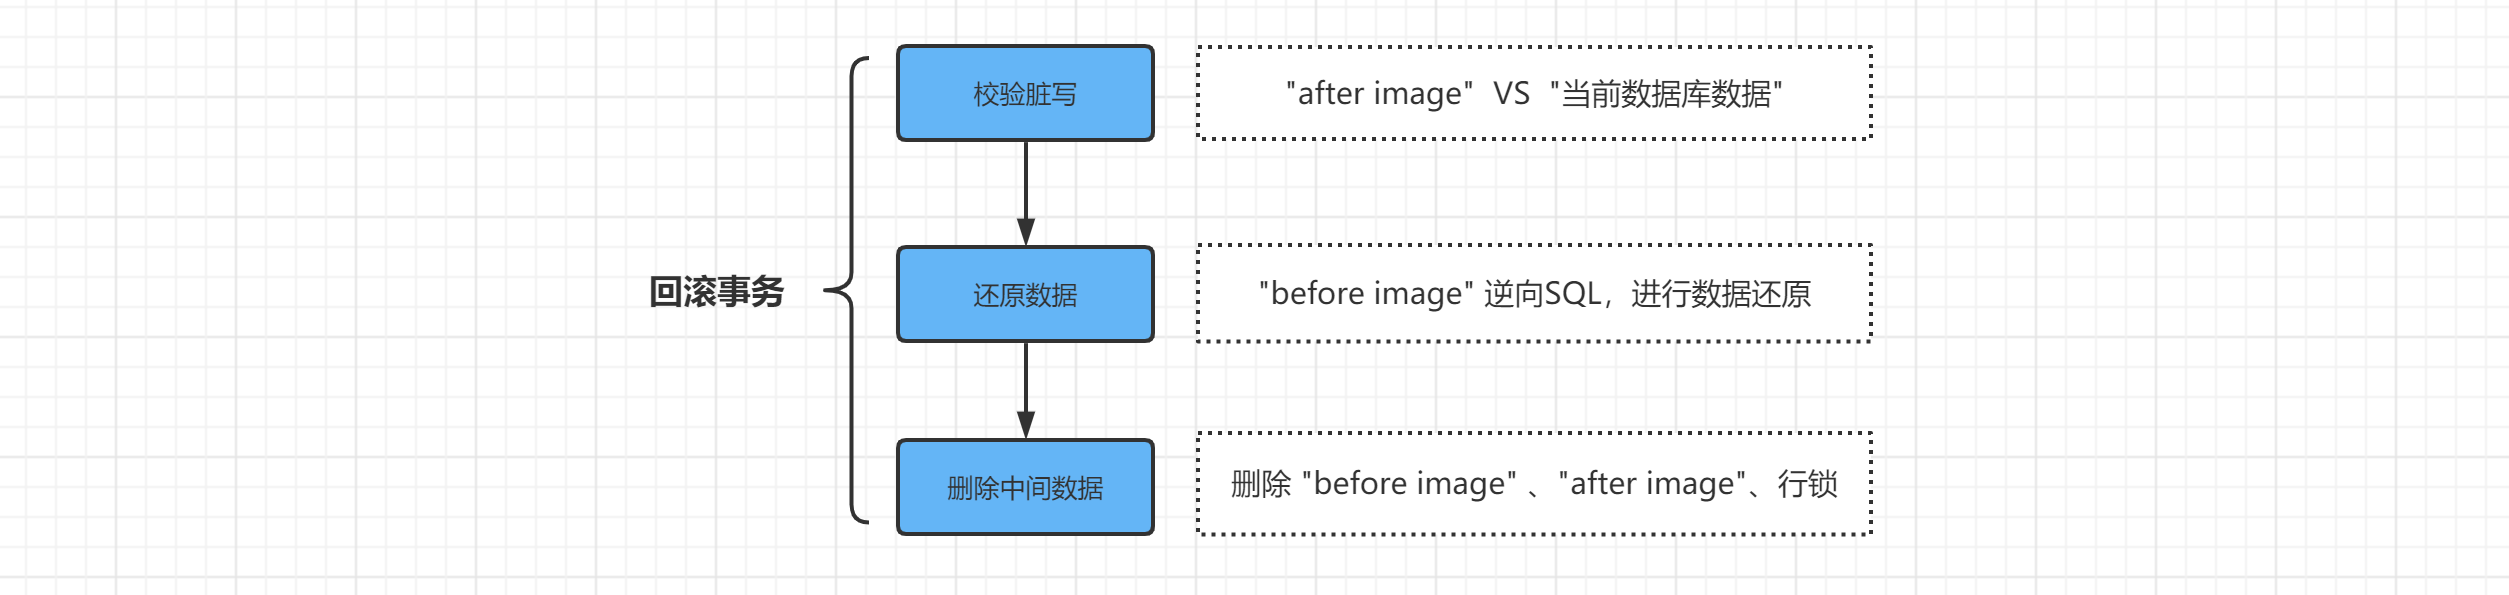 校验脏写
"after image" VS "当前数据库数据"
回滚事务
还原数据
"before image" 逆向SQL，进行数据还原
删除中间数据
删除 "before image" 、"after image"、行锁